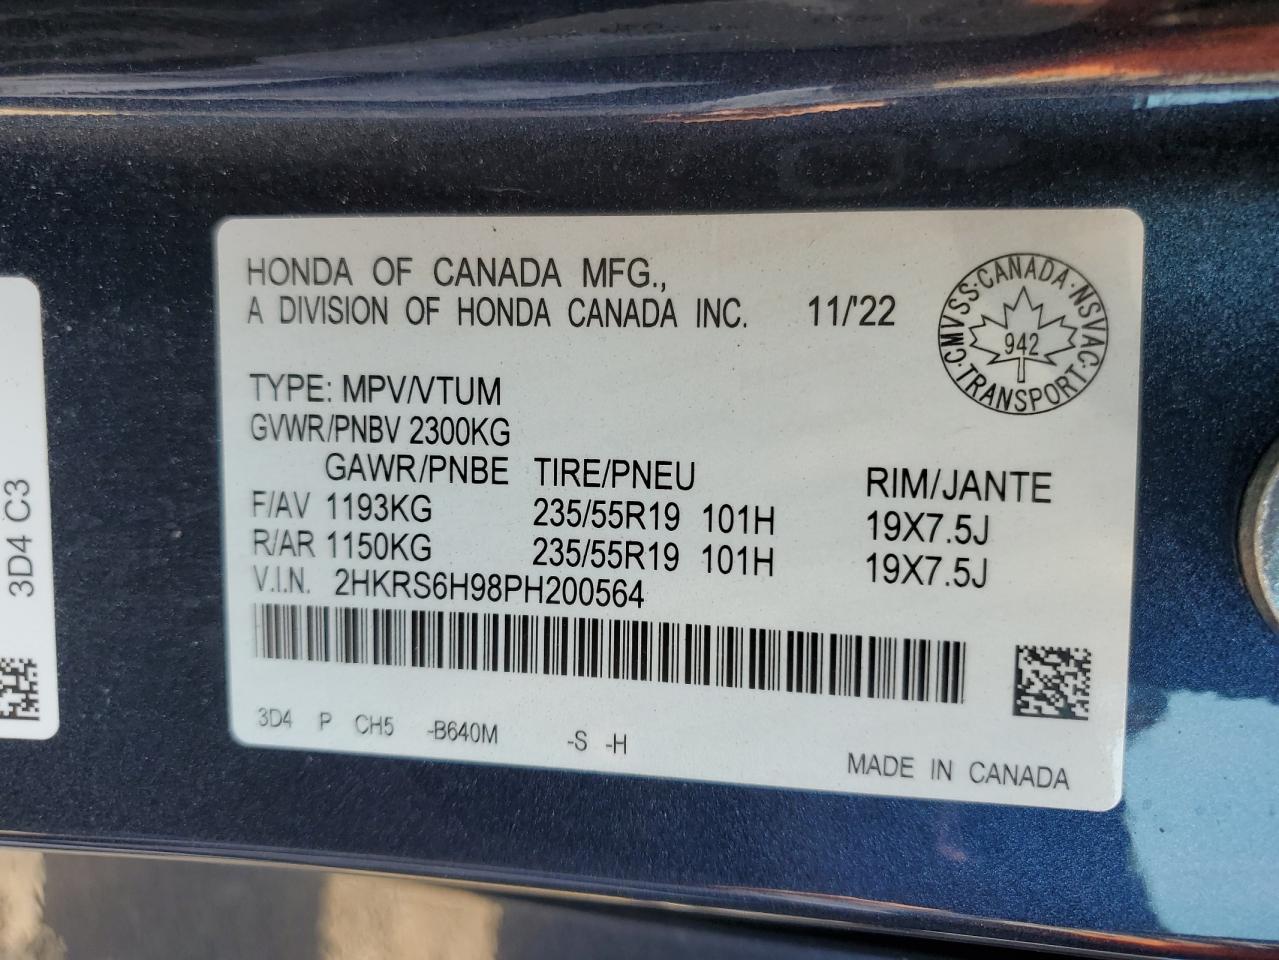 HONDA OF CANADA MFG.,
A DIVISION OF HONDA CANADA INC. 11/'22
CMVSS·CANADA·NSVAC·TRANSPORT·
942
TYPE: MPV/VTUM
GVWR/PNBV 2300KG
GAWR/PNBE TIRE/PNEU RIM/JANTE
F/AV 1193KG 235/55R19 101H 19X7.5J
R/AR 1150KG 235/55R19 101H 19X7.5J
V.I.N. 2HKRS6H98PH200564
3D4 P CH5 -B640M -S -H
MADE IN CANADA
3D4 C3